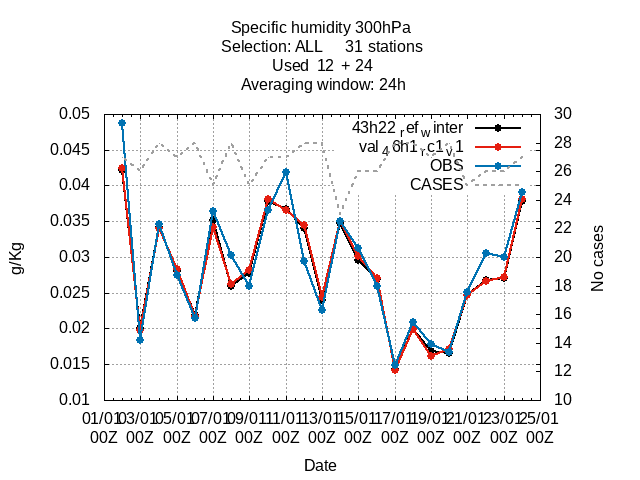 Specific humidity 300hPa
Selection: ALL 31 stations
Used 12 + 24
Averaging window: 24h
0.05
0.045
0.04
0.035
0.03
0.025
0.02
0.015
0.01
30
28
26
24
22
20
18
16
14
12
10
43h22_ref_winter
val_46h1_rc1_v1
OBS
CASES
g/Kg
No cases
01/01 03/01 05/01 07/01 09/01 11/01 13/01 15/01 17/01 19/01 21/01 23/01 25/01
00Z 00Z 00Z 00Z 00Z 00Z 00Z 00Z 00Z 00Z 00Z 00Z 00Z
Date